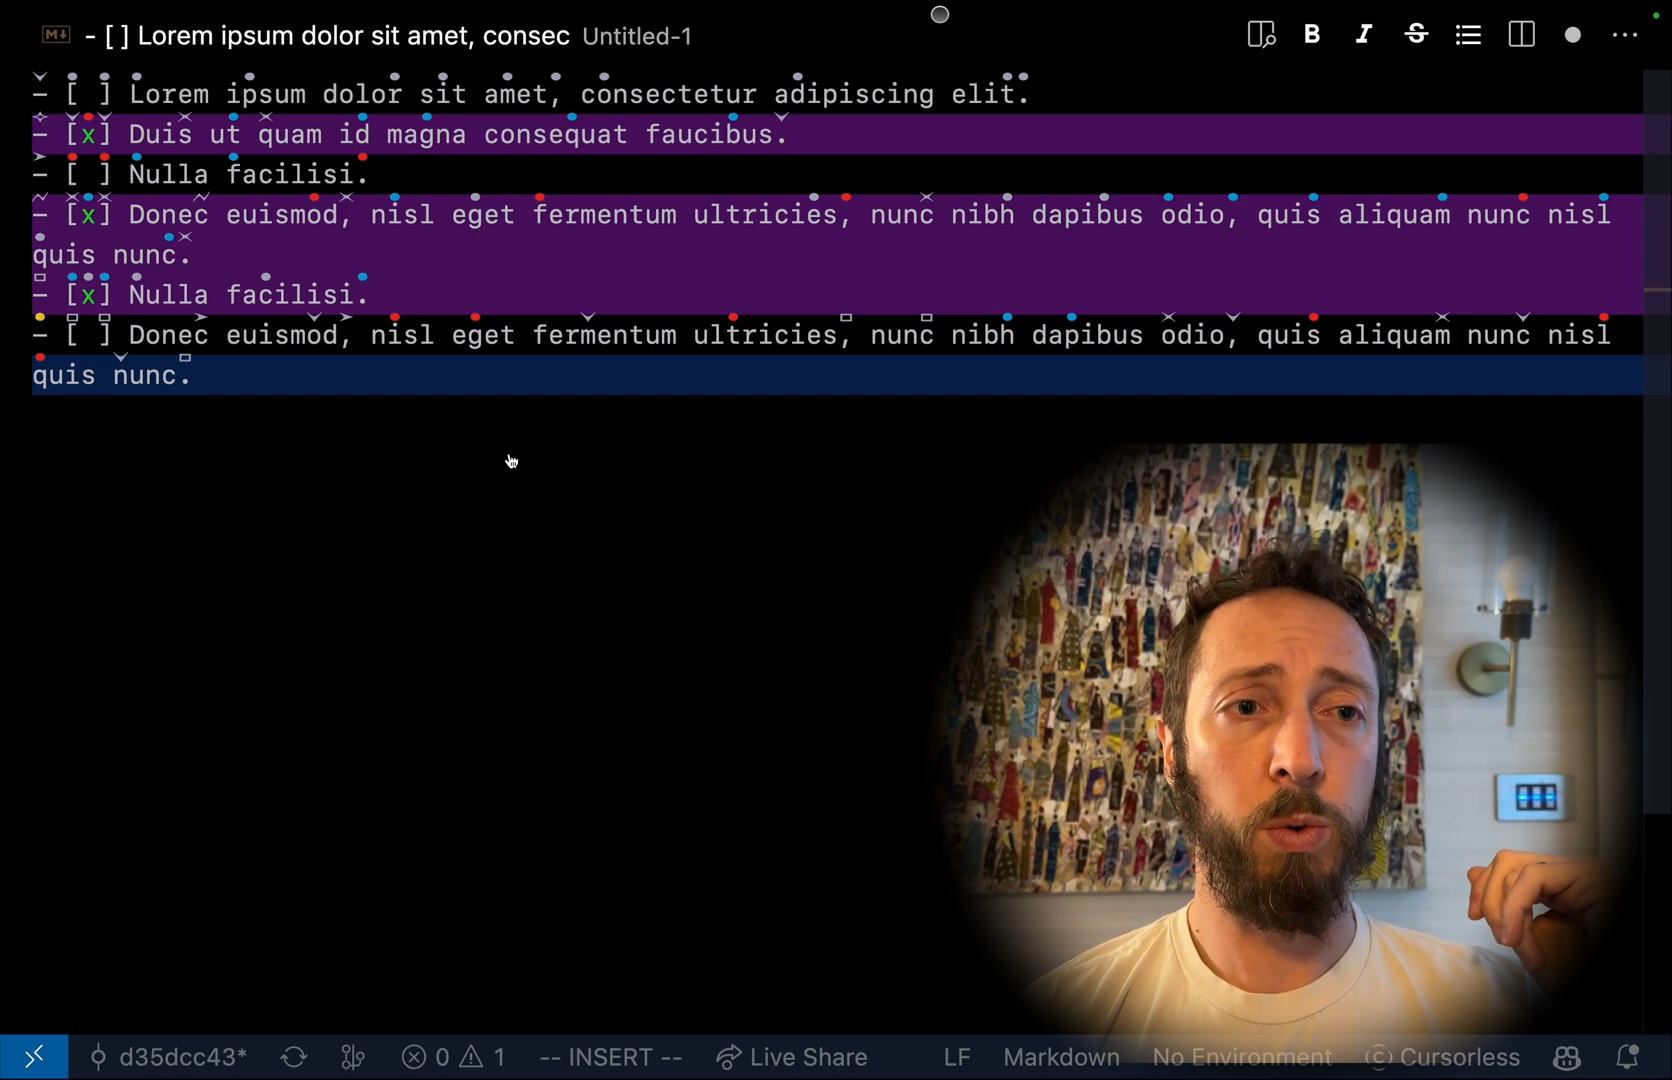 - [ ] Lorem ipsum dolor sit amet, consec Untitled-1
B I S
- [ ] Lorem ipsum dolor sit amet, consectetur adipiscing elit.
- [x] Duis ut quam id magna consequat faucibus.
- [ ] Nulla facilisi.
- [x] Donec euismod, nisl eget fermentum ultricies, nunc nibh dapibus odio, quis aliquam nunc nisl
quis nunc.
- [x] Nulla facilisi.
- [ ] Donec euismod, nisl eget fermentum ultricies, nunc nibh dapibus odio, quis aliquam nunc nisl
quis nunc.
d35dcc43* 0 1 -- INSERT -- Live Share LF Markdown No Environment Cursorless